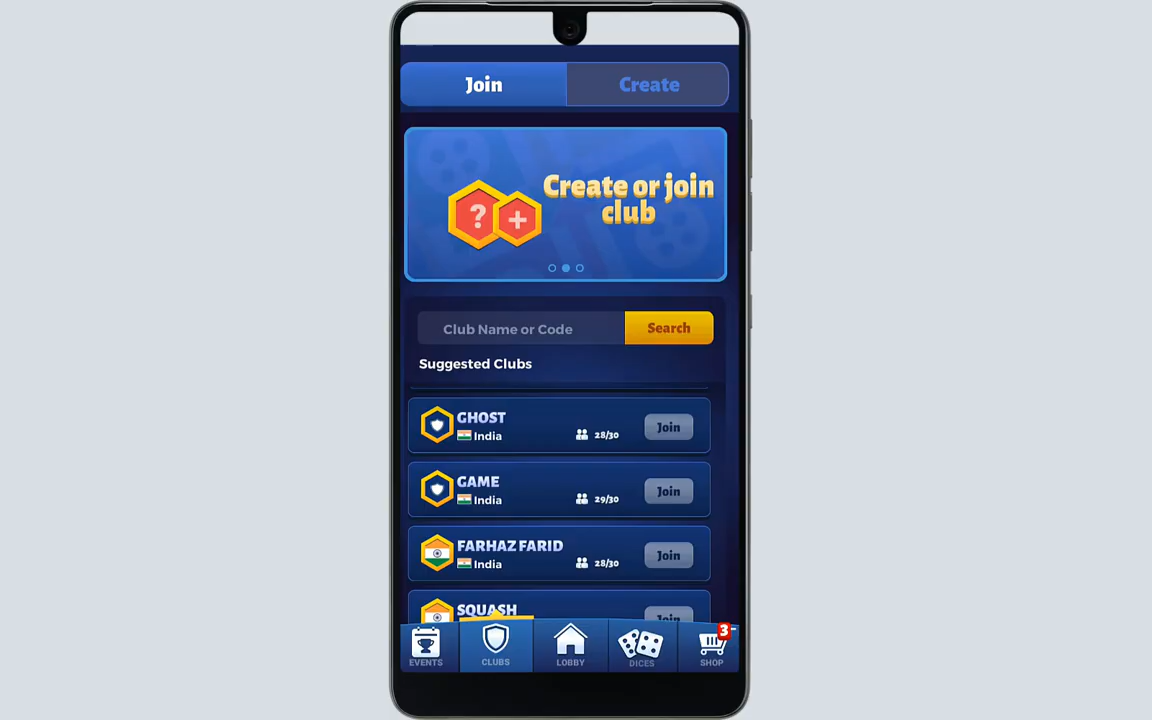 Join
Create
Create or join
club
Club Name or Code
Search
Suggested Clubs
GHOST
India
28/30
Join
GAME
India
29/30
Join
FARHAZ FARID
India
28/30
Join
SQUASH
Join
3
EVENTS
CLUBS
LOBBY
DICES
SHOP